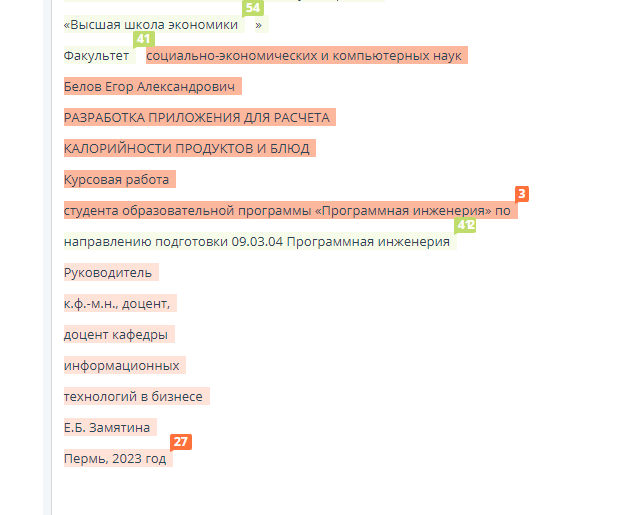 54
«Высшая школа экономики »
41
Факультет социально-экономических и компьютерных наук
Белов Егор Александрович
РАЗРАБОТКА ПРИЛОЖЕНИЯ ДЛЯ РАСЧЕТА
КАЛОРИЙНОСТИ ПРОДУКТОВ И БЛЮД
Курсовая работа
3
студента образовательной программы «Программная инженерия» по
направлению подготовки 09.03.04 Программная инженерия
Руководитель
к.ф.-м.н., доцент,
доцент кафедры
информационных
технологий в бизнесе
Е.Б. Замятина
27
Пермь, 2023 год